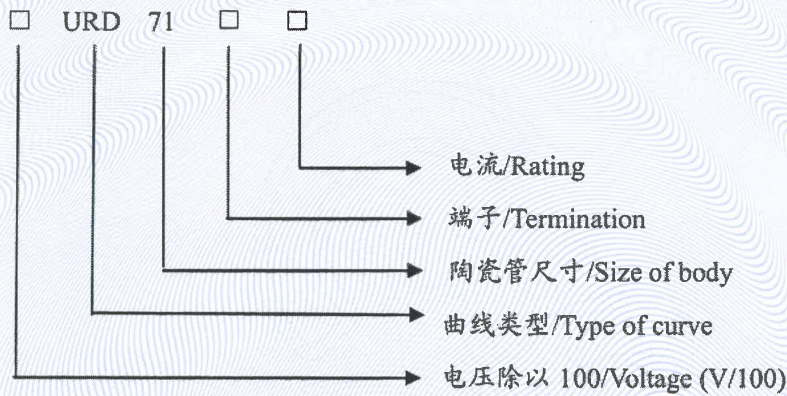 □ URD 71 □ □
电流/Rating
端子/Termination
陶瓷管尺寸/Size of body
曲线类型/Type of curve
电压除以 100/Voltage (V/100)